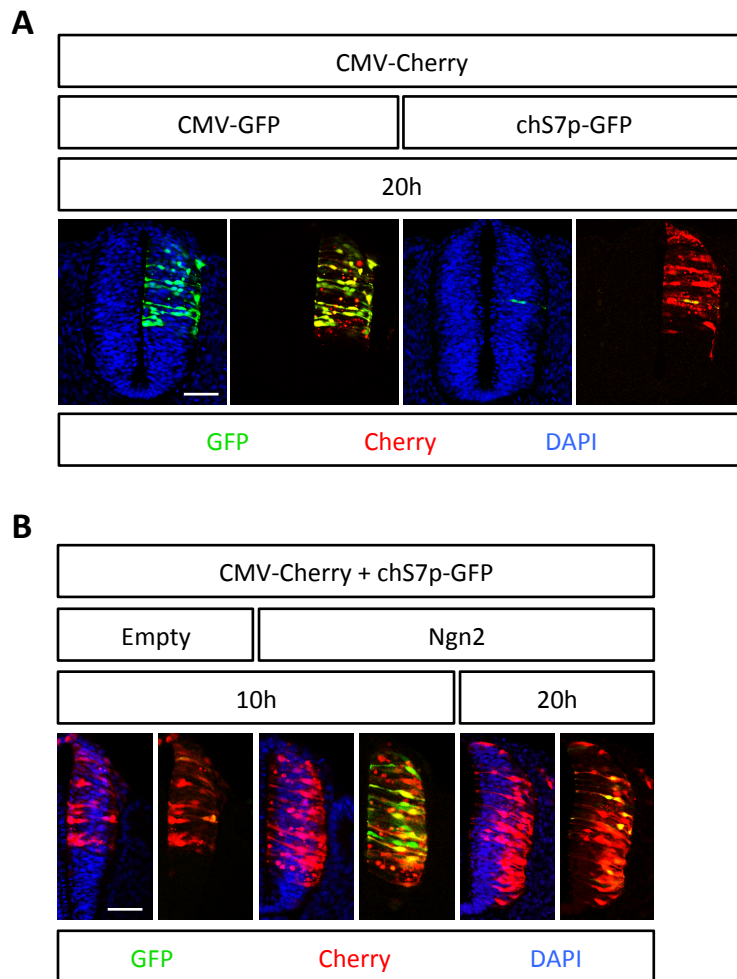 A
CMV-Cherry
CMV-GFP chS7p-GFP
20h
GFP Cherry DAPI
B
CMV-Cherry + chS7p-GFP
Empty Ngn2
10h 20h
GFP Cherry DAPI